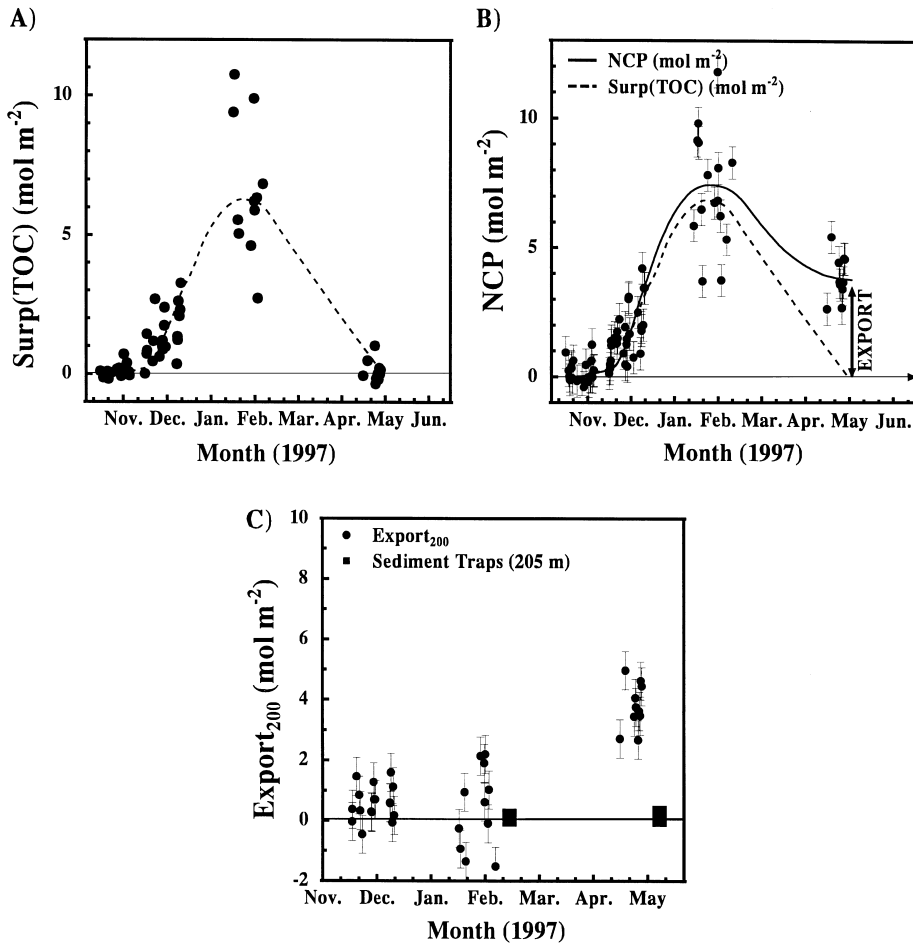 A)
Surp(TOC) (mol m-2)
10
5
0
Nov. Dec. Jan. Feb. Mar. Apr. May Jun.
Month (1997)
B)
NCP (mol m-2)
Surp(TOC) (mol m-2)
NCP (mol m-2)
10
5
0
EXPORT
Nov. Dec. Jan. Feb. Mar. Apr. May Jun.
Month (1997)
C)
Export200
Sediment Traps (205 m)
Export200 (mol m-2)
10
8
6
4
2
0
-2
Nov. Dec. Jan. Feb. Mar. Apr. May
Month (1997)